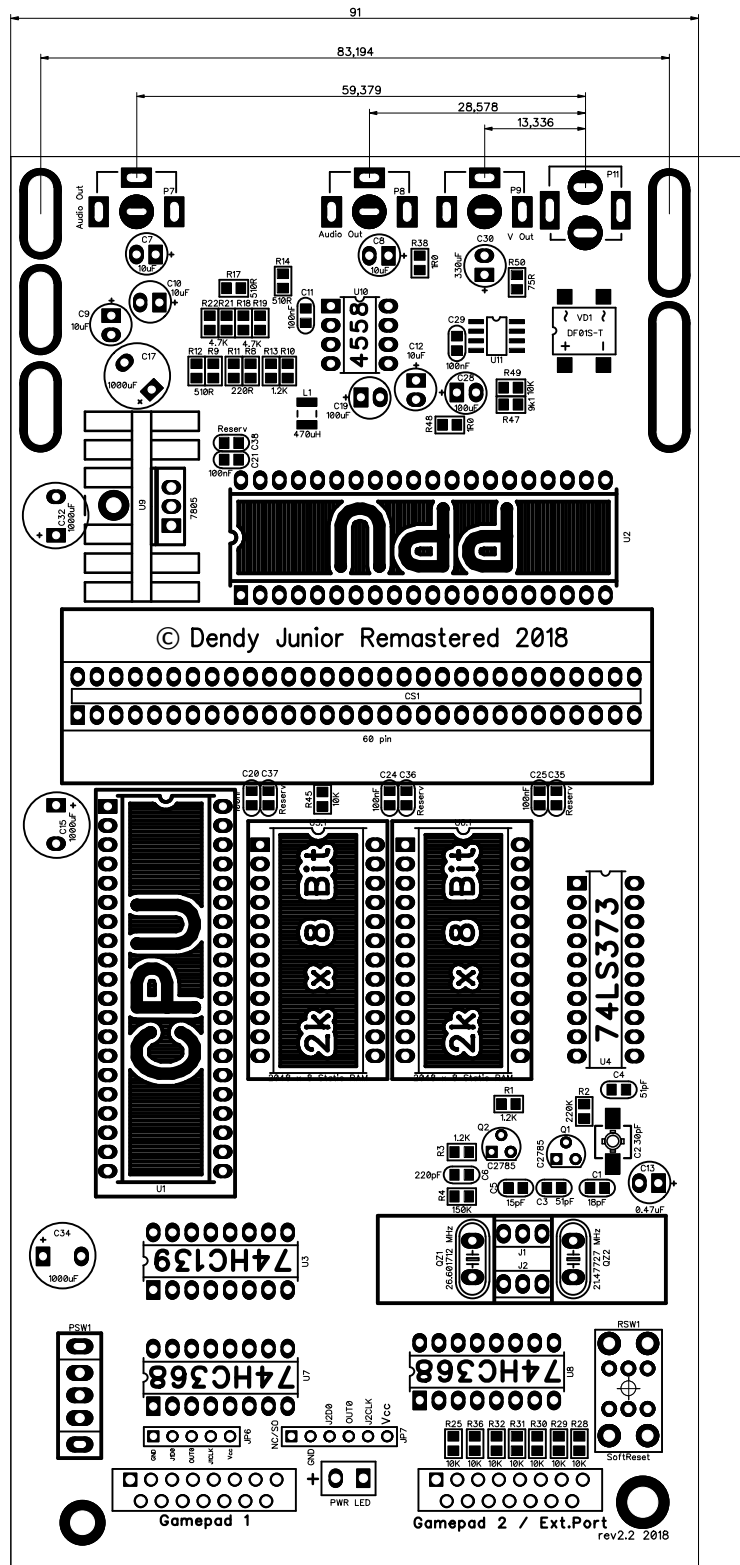 91
83,194
59,379
28,578
13,336
Audio Out
P7
P8
P9
P11
Audio Out
V Out
C7
10uF
C8
10uF
R38
1R0
C30
330uF
R50
75R
R14
510R
R17
510R
C10
10uF
C9
10uF
C11
100nF
U10
4558
C29
100nF
U11
VD1
DF01S-T
R22 R21 R18 R19
4.7K 4.7K
C17
1000uF
R12 R9 R11 R8 R13 R10
510R 220R 1.2K
C12
10uF
C19
100uF
C28
100uF
R49
10K
9k1
R47
L1
470uH
R48
1R0
Reserv
C38
C21
100nF
U9
7805
C32
1000uF
PPU
U2
© Dendy Junior Remastered 2018
CS1
60 pin
C20 C37
Reserv
R45
10K
C24 C36
100nF
Reserv
C25 C35
100nF
Reserv
C15
1000uF
CPU
U1
2k x 8 Bit
2k x 8 Bit
74LS373
U4
C4
51pF
R1
1.2K
R2
220K
Q2
C2785
Q1
C2785
C2 30pF
R3
1.2K
220pF
C6
R4
150K
C5
15pF
C3
51pF
C1
18pF
C13
0.47uF
C34
1000uF
74HC139
U3
QZ1
26.601712 MHz
J1
J2
21.47727 MHz
QZ2
PSW1
74HC368
U7
74HC368
U8
RSW1
SoftReset
JP6
GND
J1D0
OUT0
J1CLK
Vcc
NC/SO
GND
J2D0
OUT0
J2CLK
Vcc
JP7
R25 R36 R32 R31 R30 R29 R28
10K 10K 10K 10K 10K 10K 10K
PWR LED
Gamepad 1
Gamepad 2 / Ext.Port
rev2.2 2018